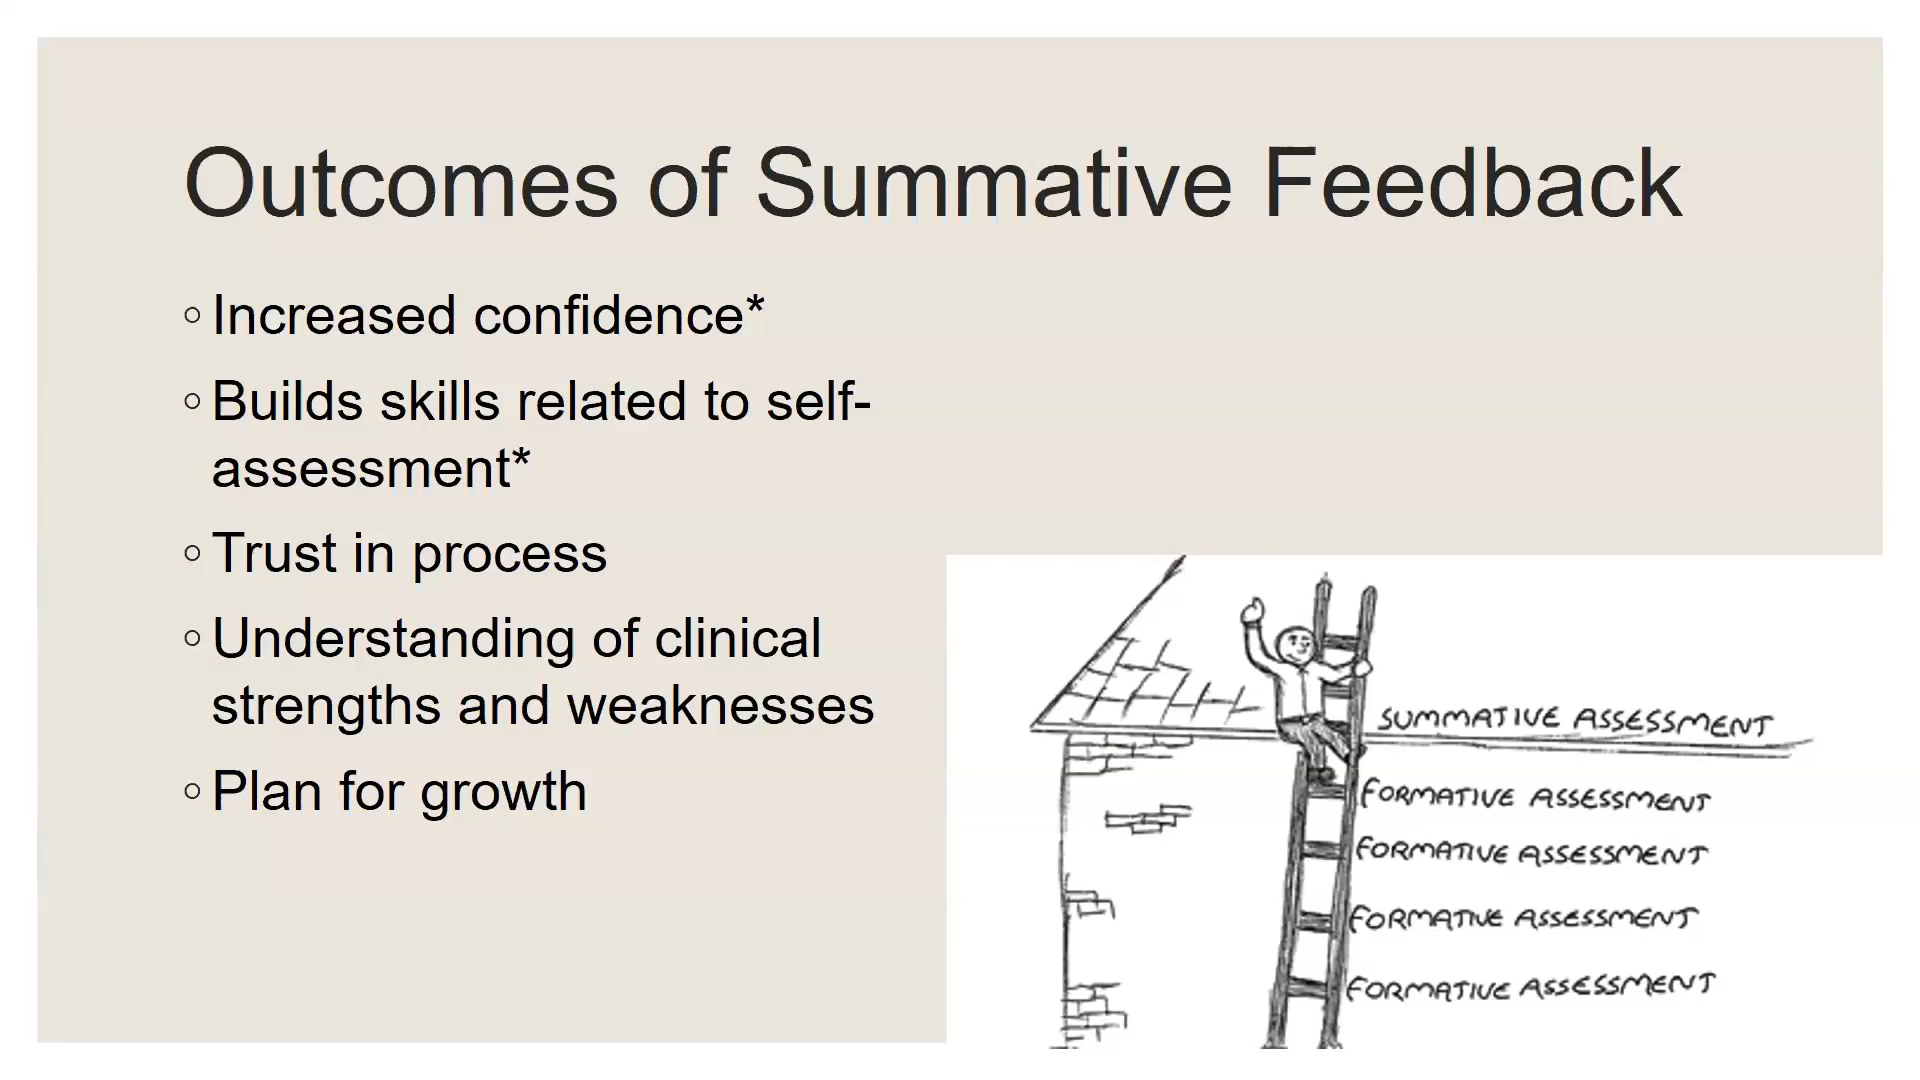 Outcomes of Summative Feedback
◦ Increased confidence*
◦ Builds skills related to self-
assessment*
◦ Trust in process
◦ Understanding of clinical
strengths and weaknesses
◦ Plan for growth
SUMMATIVE ASSESSMENT
FORMATIVE ASSESSMENT
FORMATIVE ASSESSMENT
FORMATIVE ASSESSMENT
FORMATIVE ASSESSMENT